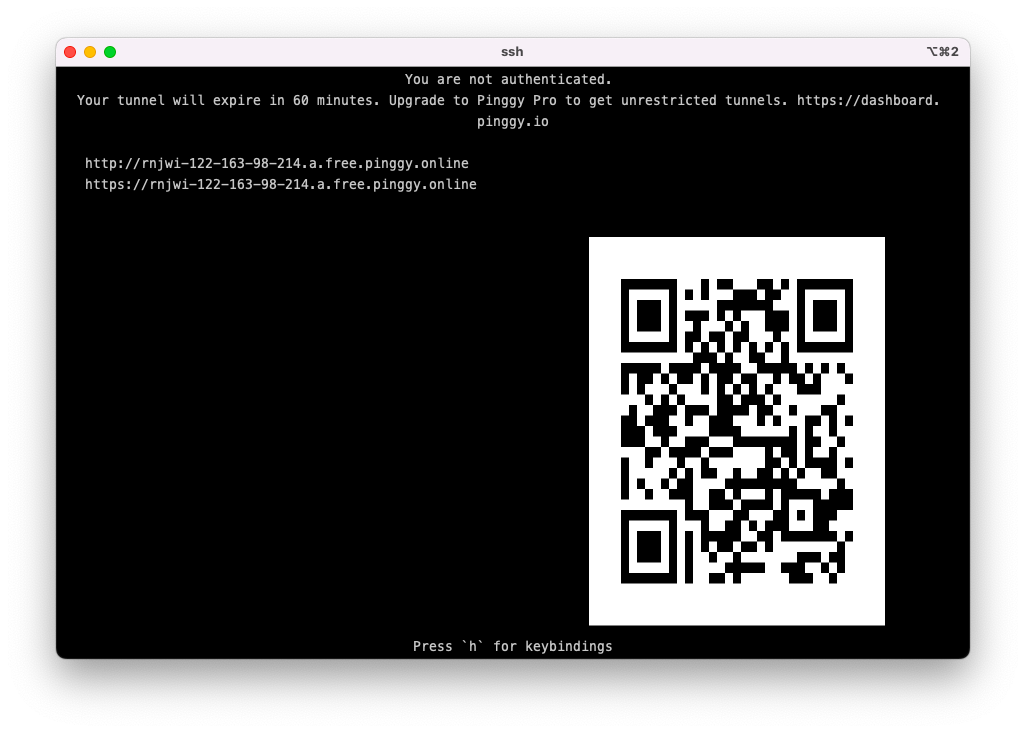 ssh
⌥⌘2
You are not authenticated.
Your tunnel will expire in 60 minutes. Upgrade to Pinggy Pro to get unrestricted tunnels. https://dashboard.
pinggy.io
http://rnjwi-122-163-98-214.a.free.pinggy.online
https://rnjwi-122-163-98-214.a.free.pinggy.online
Press `h` for keybindings